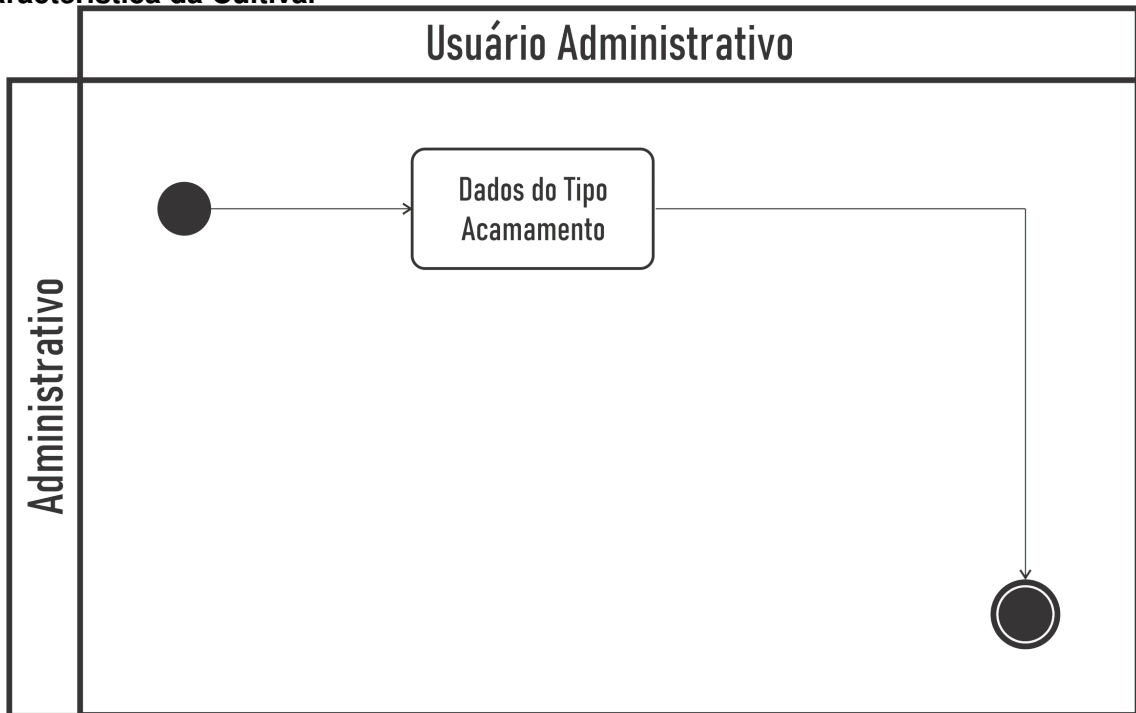 Usuário Administrativo
Dados do Tipo
Acamamento
Administrativo